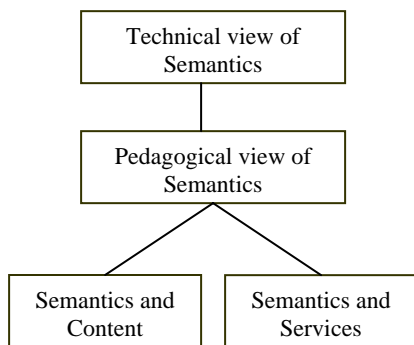 Technical view of
Semantics
Pedagogical view of
Semantics
Semantics and
Content
Semantics and
Services